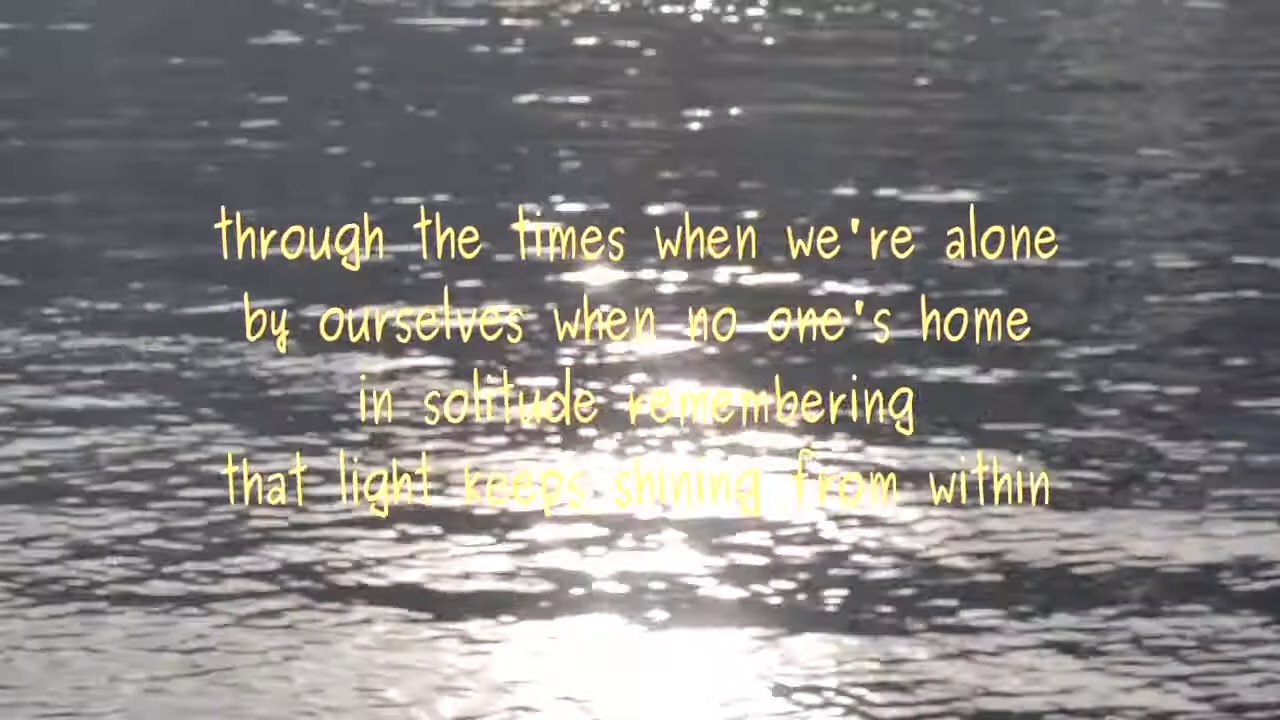 through the times when we're alone
by ourselves when no one's home
in solitude remembering
that light keeps shining from within